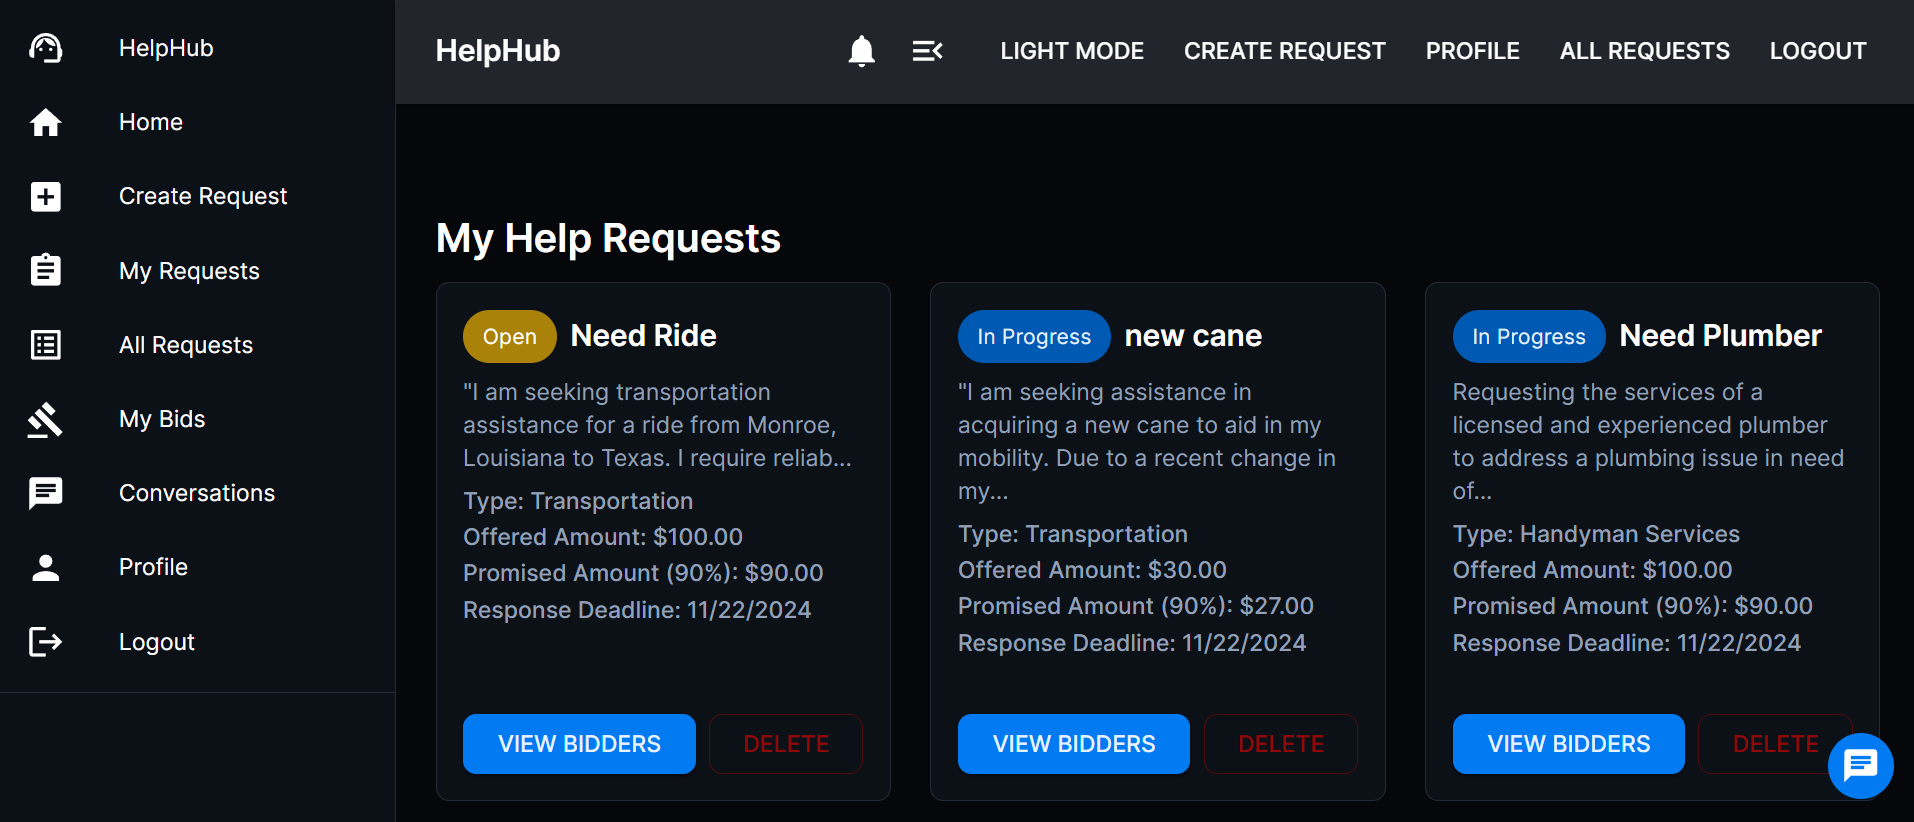 HelpHub
Home
Create Request
My Requests
All Requests
My Bids
Conversations
Profile
Logout
HelpHub
LIGHT MODE
CREATE REQUEST
PROFILE
ALL REQUESTS
LOGOUT
My Help Requests
Open
Need Ride
"I am seeking transportation
assistance for a ride from Monroe,
Louisiana to Texas. I require reliab...
Type: Transportation
Offered Amount: $100.00
Promised Amount (90%): $90.00
Response Deadline: 11/22/2024
VIEW BIDDERS
DELETE
In Progress
new cane
"I am seeking assistance in
acquiring a new cane to aid in my
mobility. Due to a recent change in
my...
Type: Transportation
Offered Amount: $30.00
Promised Amount (90%): $27.00
Response Deadline: 11/22/2024
VIEW BIDDERS
DELETE
In Progress
Need Plumber
Requesting the services of a
licensed and experienced plumber
to address a plumbing issue in need
of...
Type: Handyman Services
Offered Amount: $100.00
Promised Amount (90%): $90.00
Response Deadline: 11/22/2024
VIEW BIDDERS
DELETE